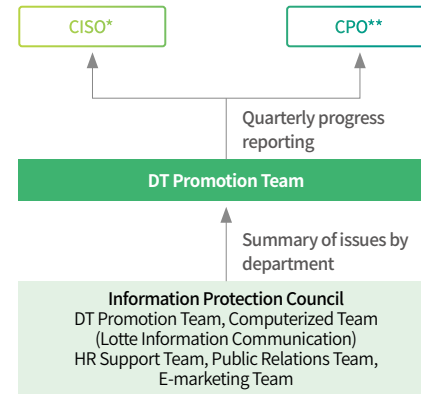 CISO*
CPO**
Quarterly progress
reporting
DT Promotion Team
Summary of issues by
department
Information Protection Council
DT Promotion Team, Computerized Team
(Lotte Information Communication)
HR Support Team, Public Relations Team,
E-marketing Team